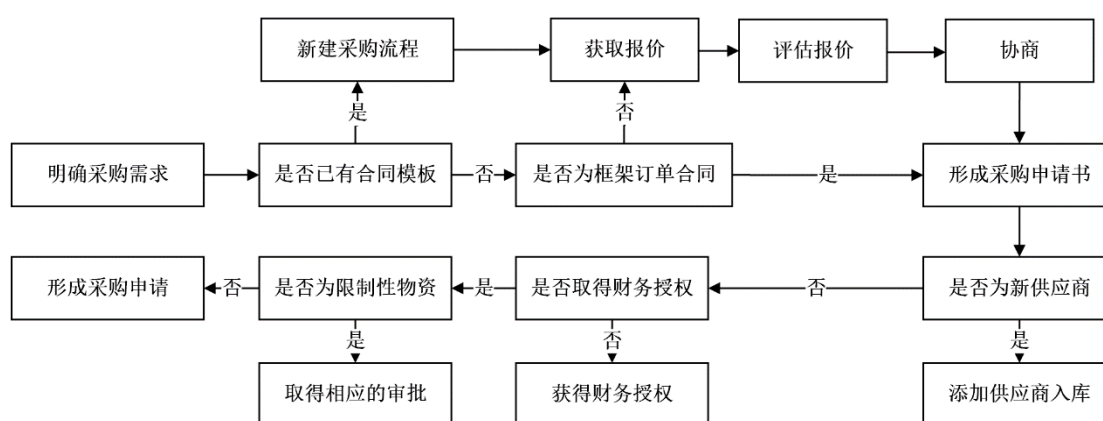 新建采购流程
获取报价
评估报价
协商
是
否
明确采购需求
是否已有合同模板
否
是否为框架订单合同
是
形成采购申请书
形成采购申请
否
是否为限制性物资
是
是否取得财务授权
否
是否为新供应商
是
否
是
取得相应的审批
获得财务授权
添加供应商入库